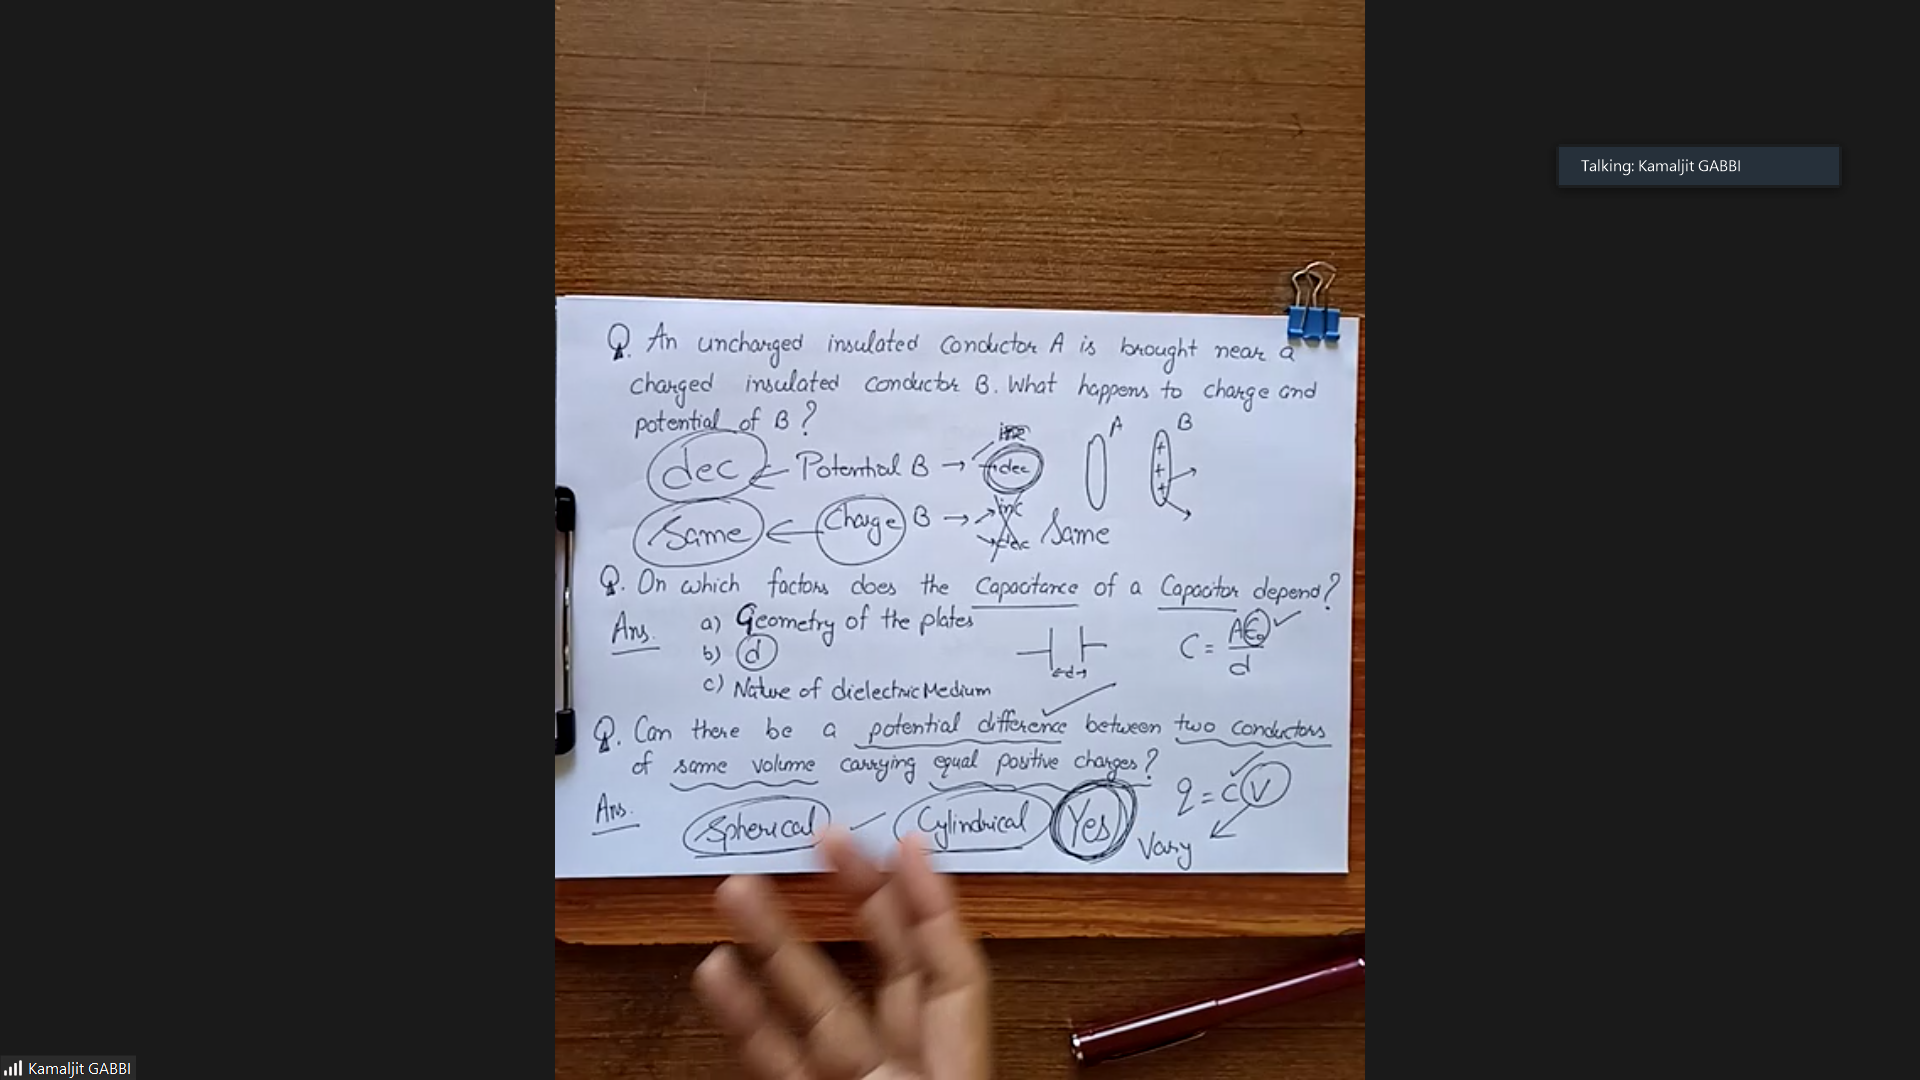 Talking: Kamaljit GABBI
Q. An uncharged insulated conductor A is brought near a
charged insulated conductor B. What happens to charge and
potential of B?
dec ← Potential B → dec
A B
+
+
+
Same ← Charge B → inc dec Same
Q. On which factors does the Capacitance of a Capacitor depend?
Ans. a) Geometry of the plates
b) d
c) Nature of dielectric Medium
←d→
C = Aε₀/d
Q. Can there be a potential difference between two conductors
of same volume carrying equal positive charges?
Ans. Spherical Cylindrical Yes
q = CV
Vary
Kamaljit GABBI